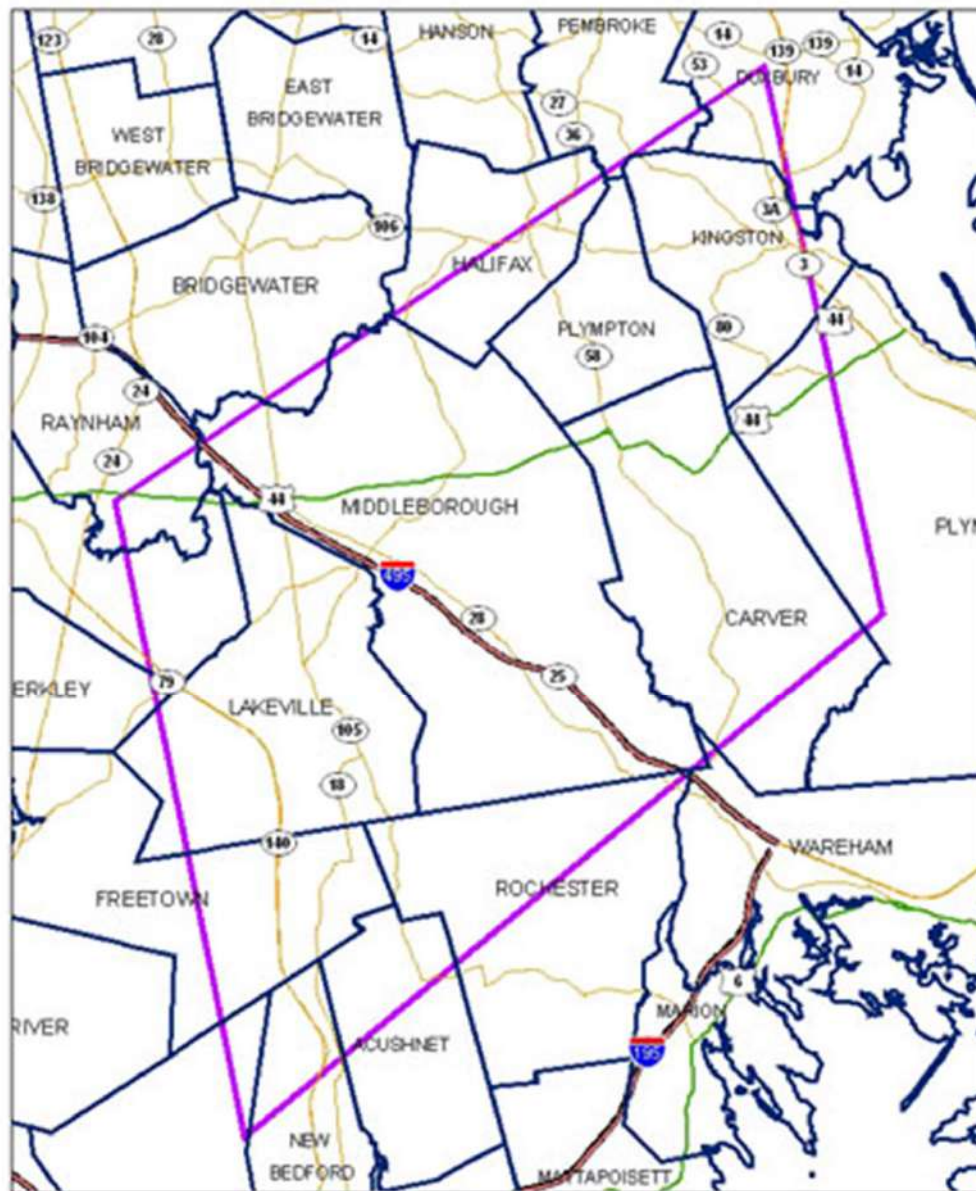 123
28
14
HANSON
PEMBROKE
14
139
139
53
DUXBURY
14
EAST
BRIDGEWATER
27
36
WEST
BRIDGEWATER
138
106
3A
KINGSTON
HALIFAX
3
BRIDGEWATER
PLYMPTON
80
44
104
58
24
RAYNHAM
44
24
44
MIDDLEBOROUGH
PLYM
495
28
CARVER
25
79
ERKLEY
LAKEVILLE
105
18
140
WAREHAM
FREETOWN
ROCHESTER
6
RIVER
MARION
ACUSHNET
195
NEW
BEDFORD
MATTAPOISETT